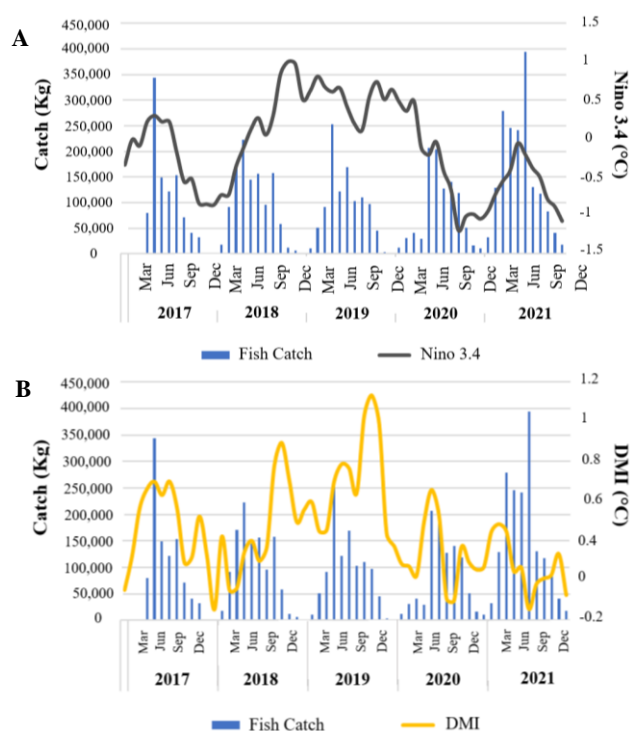 A
Catch (Kg)
450,000
400,000
350,000
300,000
250,000
200,000
150,000
100,000
50,000
0
1.5
1
0.5
0
-0.5
-1
-1.5
Nino 3.4 (°C)
Mar Jun Sep Dec Mar Jun Sep Dec Mar Jun Sep Dec Mar Jun Sep Dec Mar Jun Sep Dec
2017 2018 2019 2020 2021
Fish Catch Nino 3.4
B
Catch (Kg)
450,000
400,000
350,000
300,000
250,000
200,000
150,000
100,000
50,000
0
1.2
1
0.8
0.6
0.4
0
-0.2
DMI (°C)
Mar Jun Sep Dec Mar Jun Sep Dec Mar Jun Sep Dec Mar Jun Sep Dec Mar Jun Sep Dec
2017 2018 2019 2020 2021
Fish Catch DMI